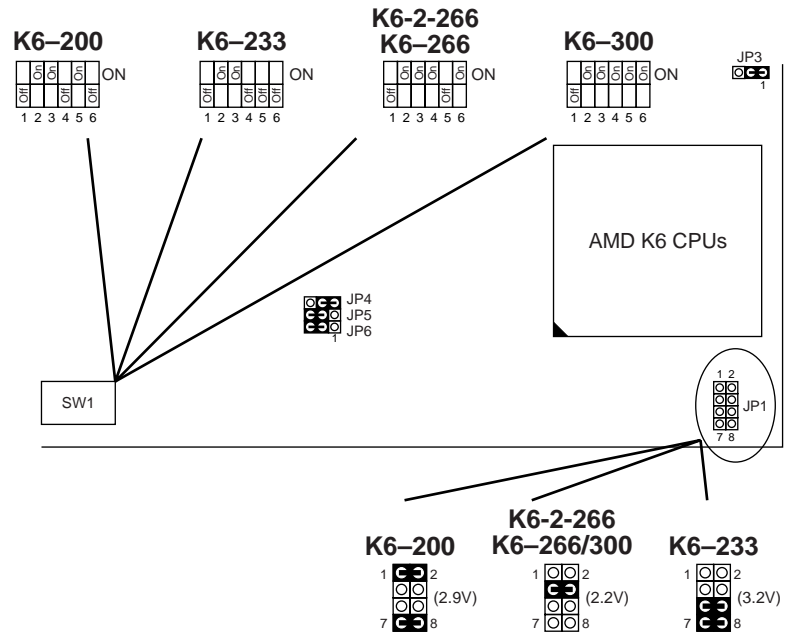 K6–200
K6–233
K6-2-266
K6–266
K6–300
Off On On Off On Off ON
1 2 3 4 5 6
Off On On Off Off Off ON
1 2 3 4 5 6
Off On On On Off On ON
1 2 3 4 5 6
Off On On On On On ON
1 2 3 4 5 6
JP3
1
AMD K6 CPUs
JP4
JP5
JP6
1
SW1
1 2
JP1
7 8
K6–200
1 2
(2.9V)
7 8
K6-2-266
K6–266/300
1 2
(2.2V)
7 8
K6–233
1 2
(3.2V)
7 8